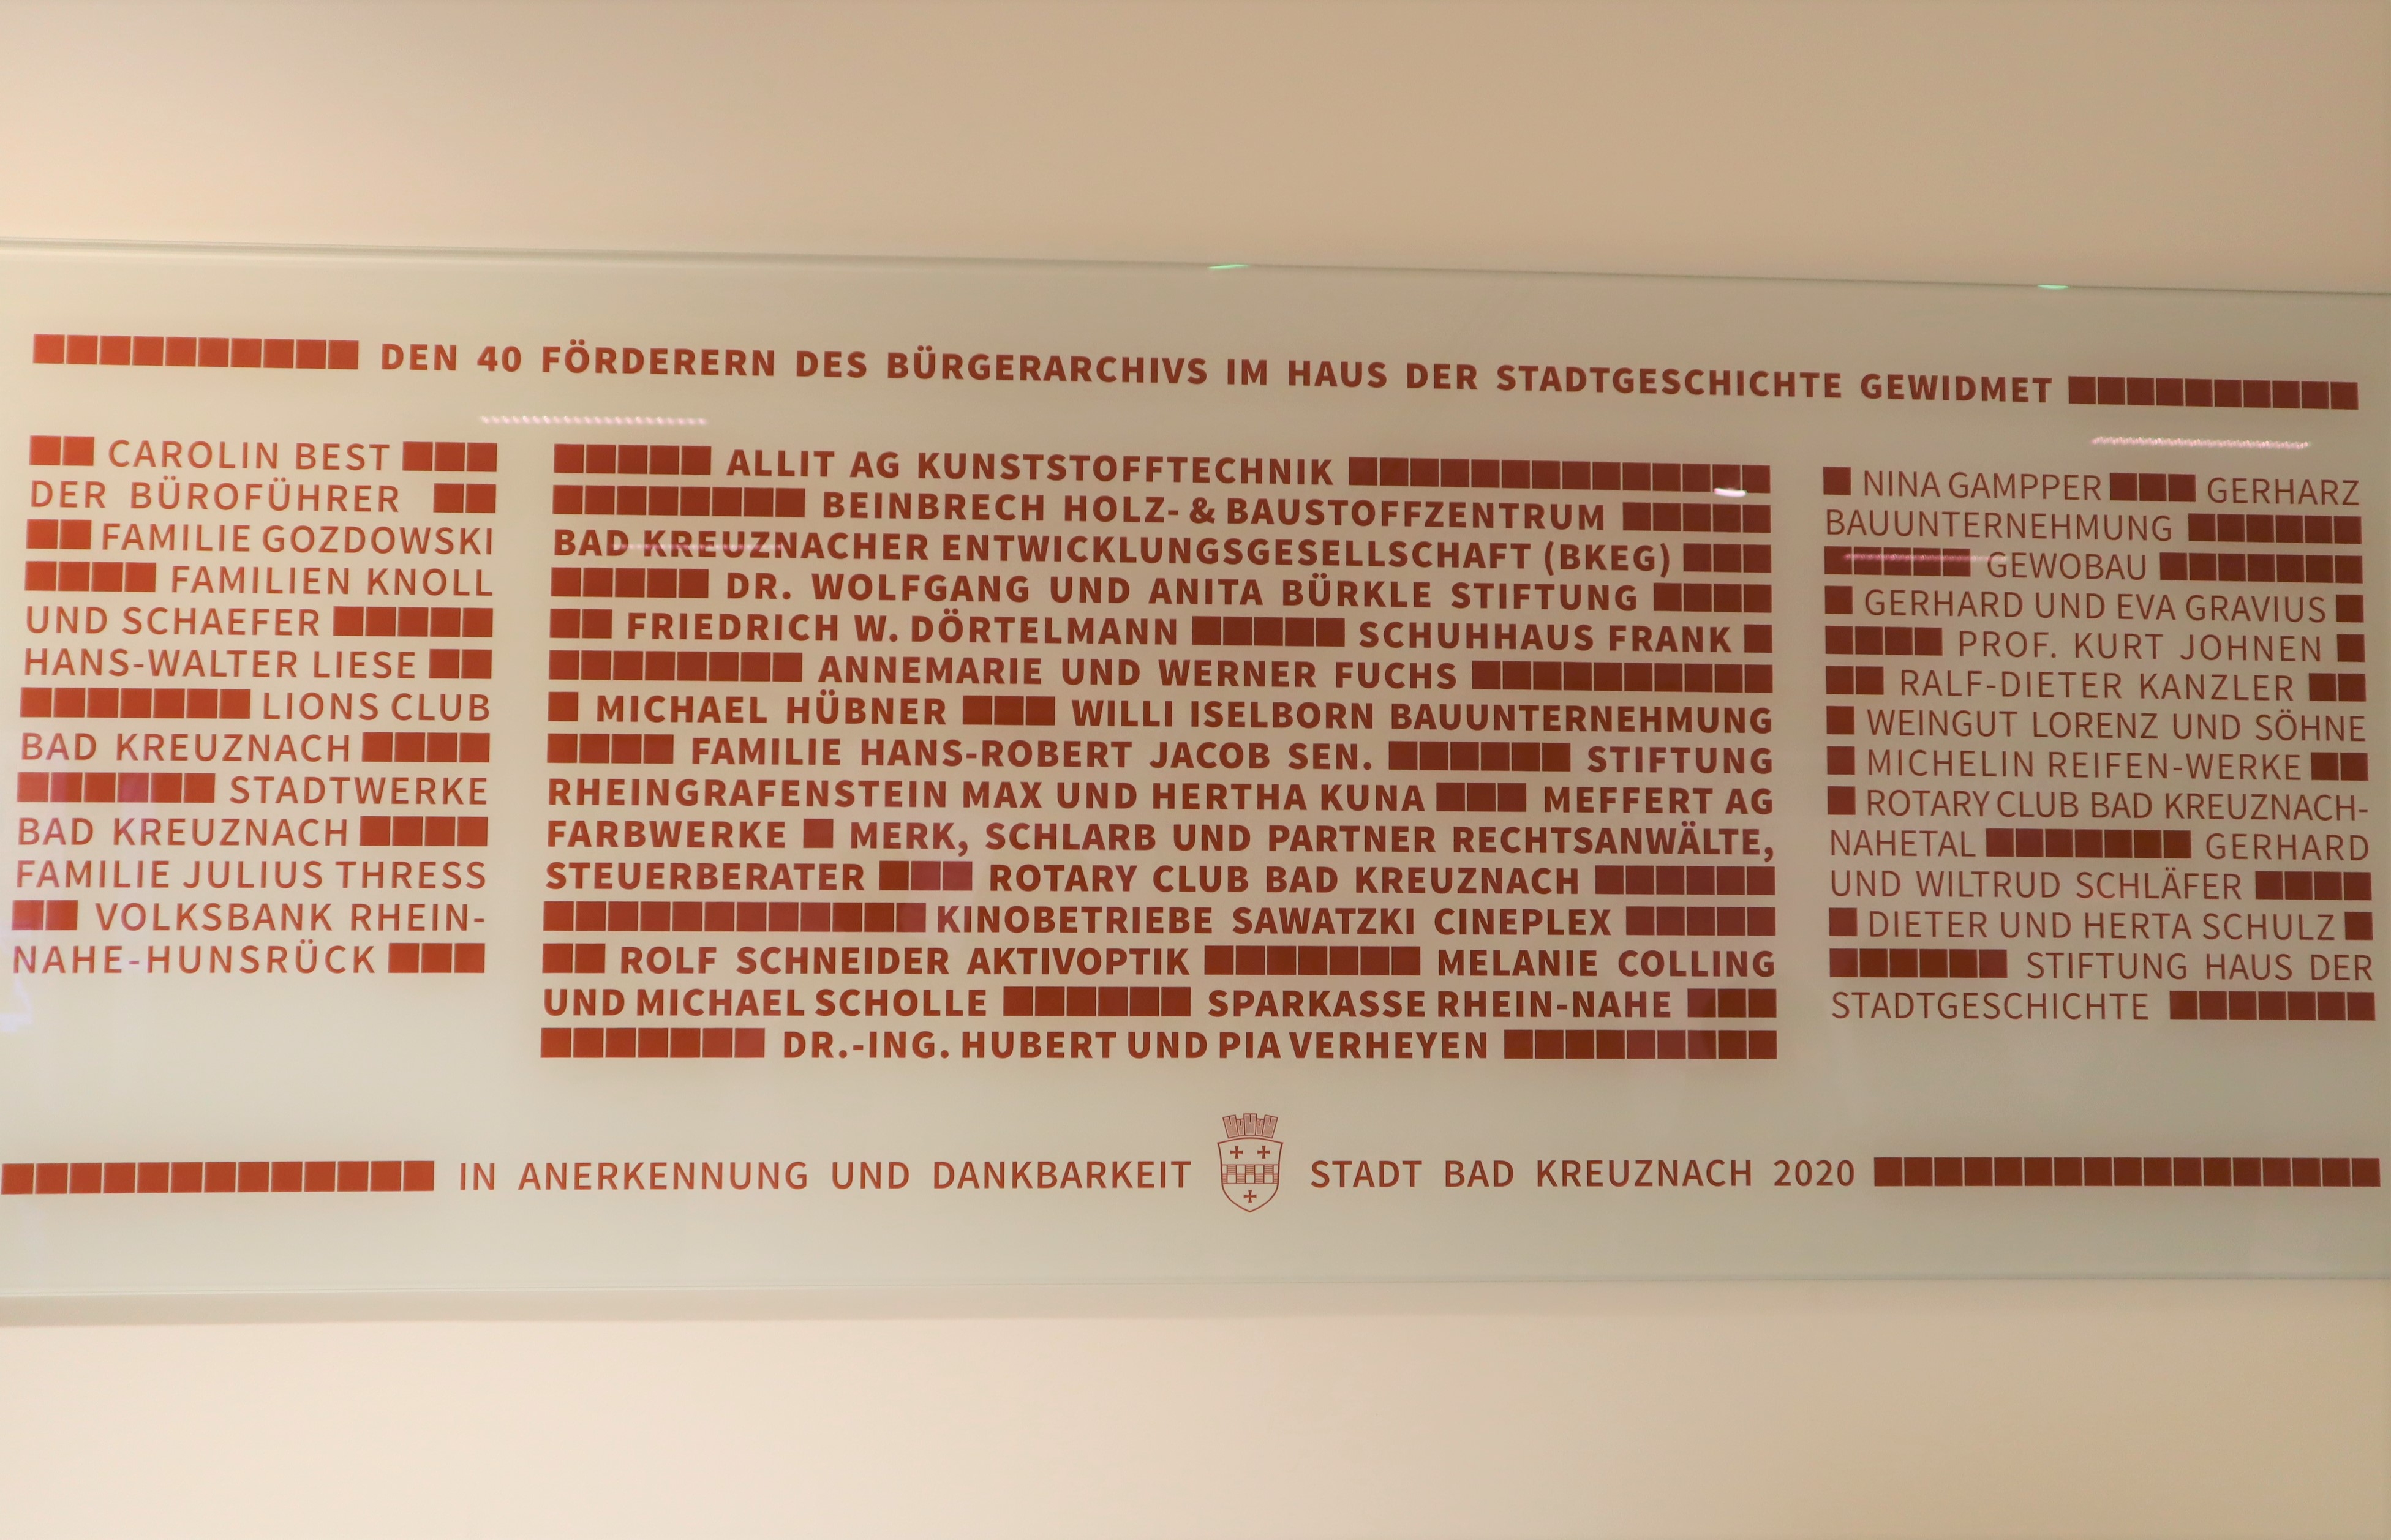 DEN 40 FÖRDERERN DES BÜRGERARCHIVS IM HAUS DER STADTGESCHICHTE GEWIDMET
CAROLIN BEST
DER BÜROFÜHRER
FAMILIE GOZDOWSKI
FAMILIEN KNOLL
UND SCHAEFER
HANS-WALTER LIESE
LIONS CLUB
BAD KREUZNACH
STADTWERKE
BAD KREUZNACH
FAMILIE JULIUS THRESS
VOLKSBANK RHEIN-
NAHE-HUNSRÜCK
ALLIT AG KUNSTSTOFFTECHNIK
BEINBRECH HOLZ- & BAUSTOFFZENTRUM
BAD KREUZNACHER ENTWICKLUNGSGESELLSCHAFT (BKEG)
DR. WOLFGANG UND ANITA BÜRKLE STIFTUNG
FRIEDRICH W. DÖRTELMANN SCHUHHAUS FRANK
ANNEMARIE UND WERNER FUCHS
MICHAEL HÜBNER WILLI ISELBORN BAUUNTERNEHMUNG
FAMILIE HANS-ROBERT JACOB SEN. STIFTUNG
RHEINGRAFENSTEIN MAX UND HERTHA KUNA MEFFERT AG
FARBWERKE MERK, SCHLARB UND PARTNER RECHTSANWÄLTE,
STEUERBERATER ROTARY CLUB BAD KREUZNACH
KINOBETRIEBE SAWATZKI CINEPLEX
ROLF SCHNEIDER AKTIVOPTIK MELANIE COLLING
UND MICHAEL SCHOLLE SPARKASSE RHEIN-NAHE
DR.-ING. HUBERT UND PIA VERHEYEN
NINA GAMPPER GERHARZ
BAUUNTERNEHMUNG
GEWOBAU
GERHARD UND EVA GRAVIUS
PROF. KURT JOHNEN
RALF-DIETER KANZLER
WEINGUT LORENZ UND SÖHNE
MICHELIN REIFEN-WERKE
ROTARY CLUB BAD KREUZNACH-
NAHETAL GERHARD
UND WILTRUD SCHLÄFER
DIETER UND HERTA SCHULZ
STIFTUNG HAUS DER
STADTGESCHICHTE
IN ANERKENNUNG UND DANKBARKEIT STADT BAD KREUZNACH 2020